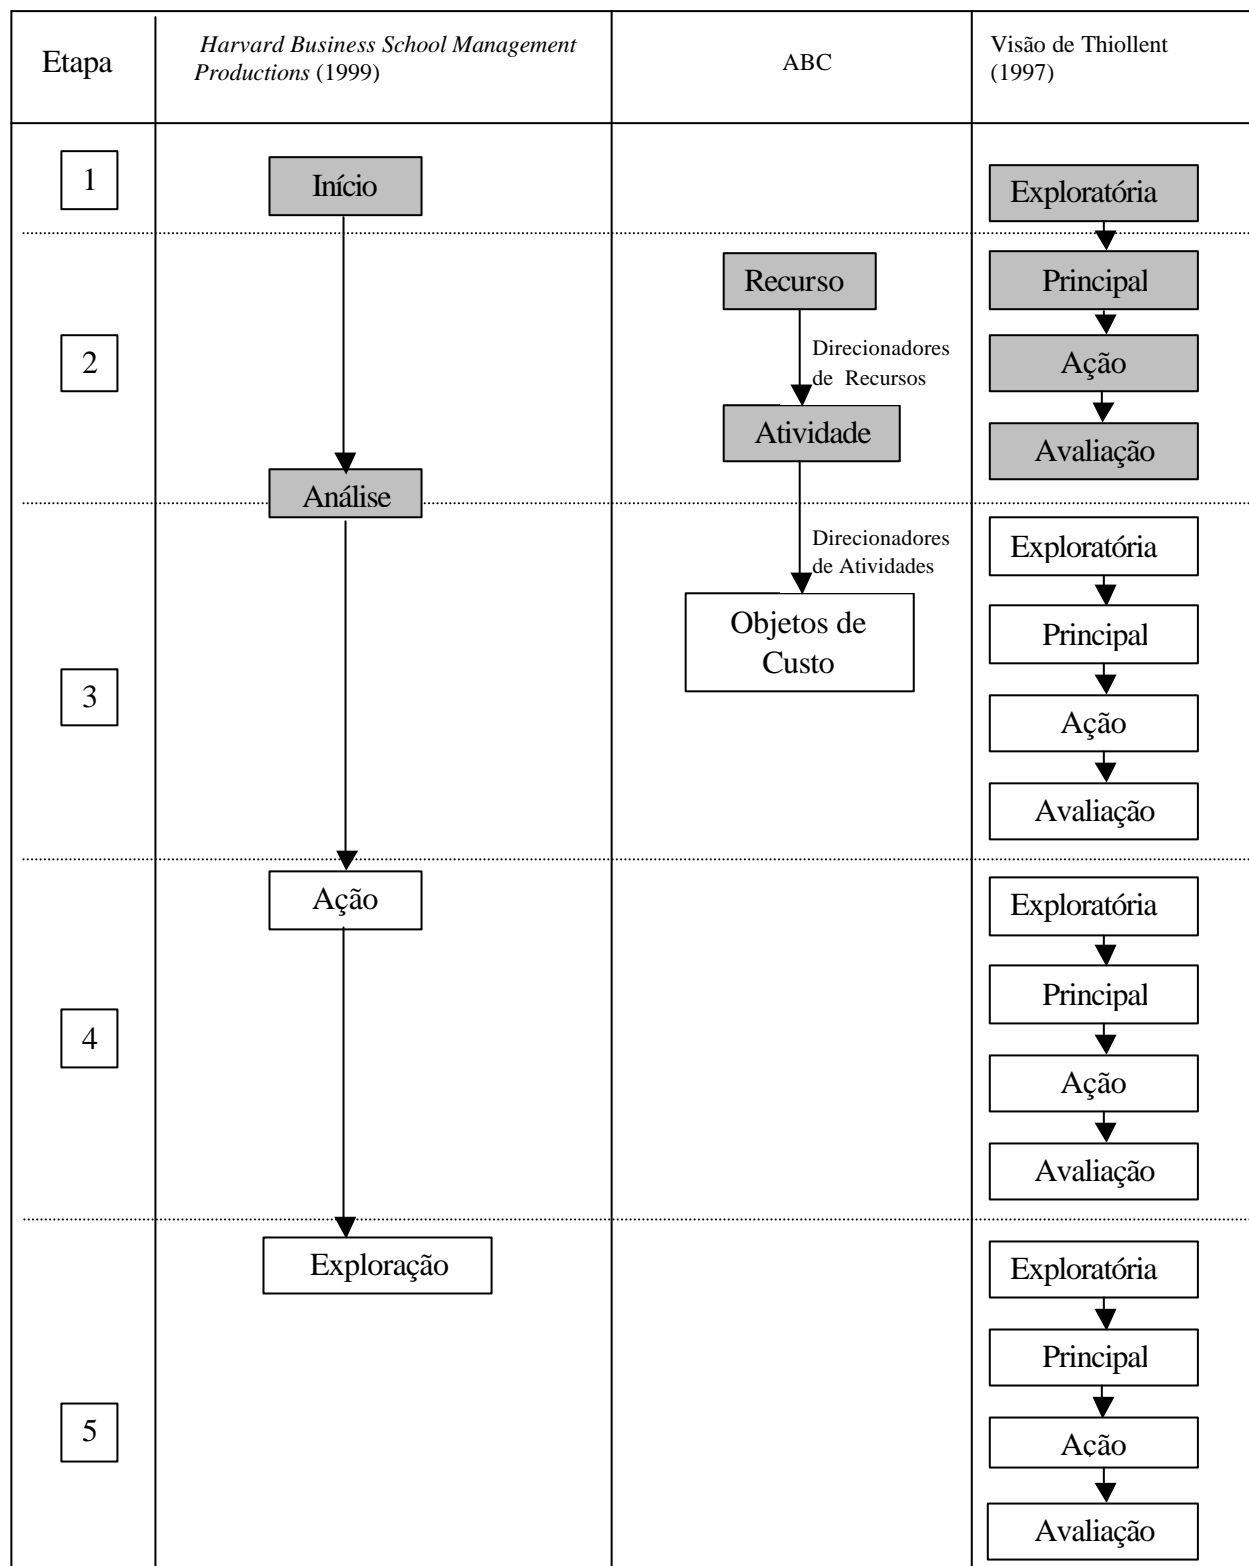 Etapa
Harvard Business School Management
Productions (1999)
ABC
Visão de Thiollent
(1997)
1
Início
Exploratória
2
Recurso
Direcionadores
de Recursos
Atividade
Principal
Ação
Avaliação
Análise
3
Direcionadores
de Atividades
Objetos de
Custo
Exploratória
Principal
Ação
Avaliação
4
Ação
Exploratória
Principal
Ação
Avaliação
5
Exploração
Exploratória
Principal
Ação
Avaliação